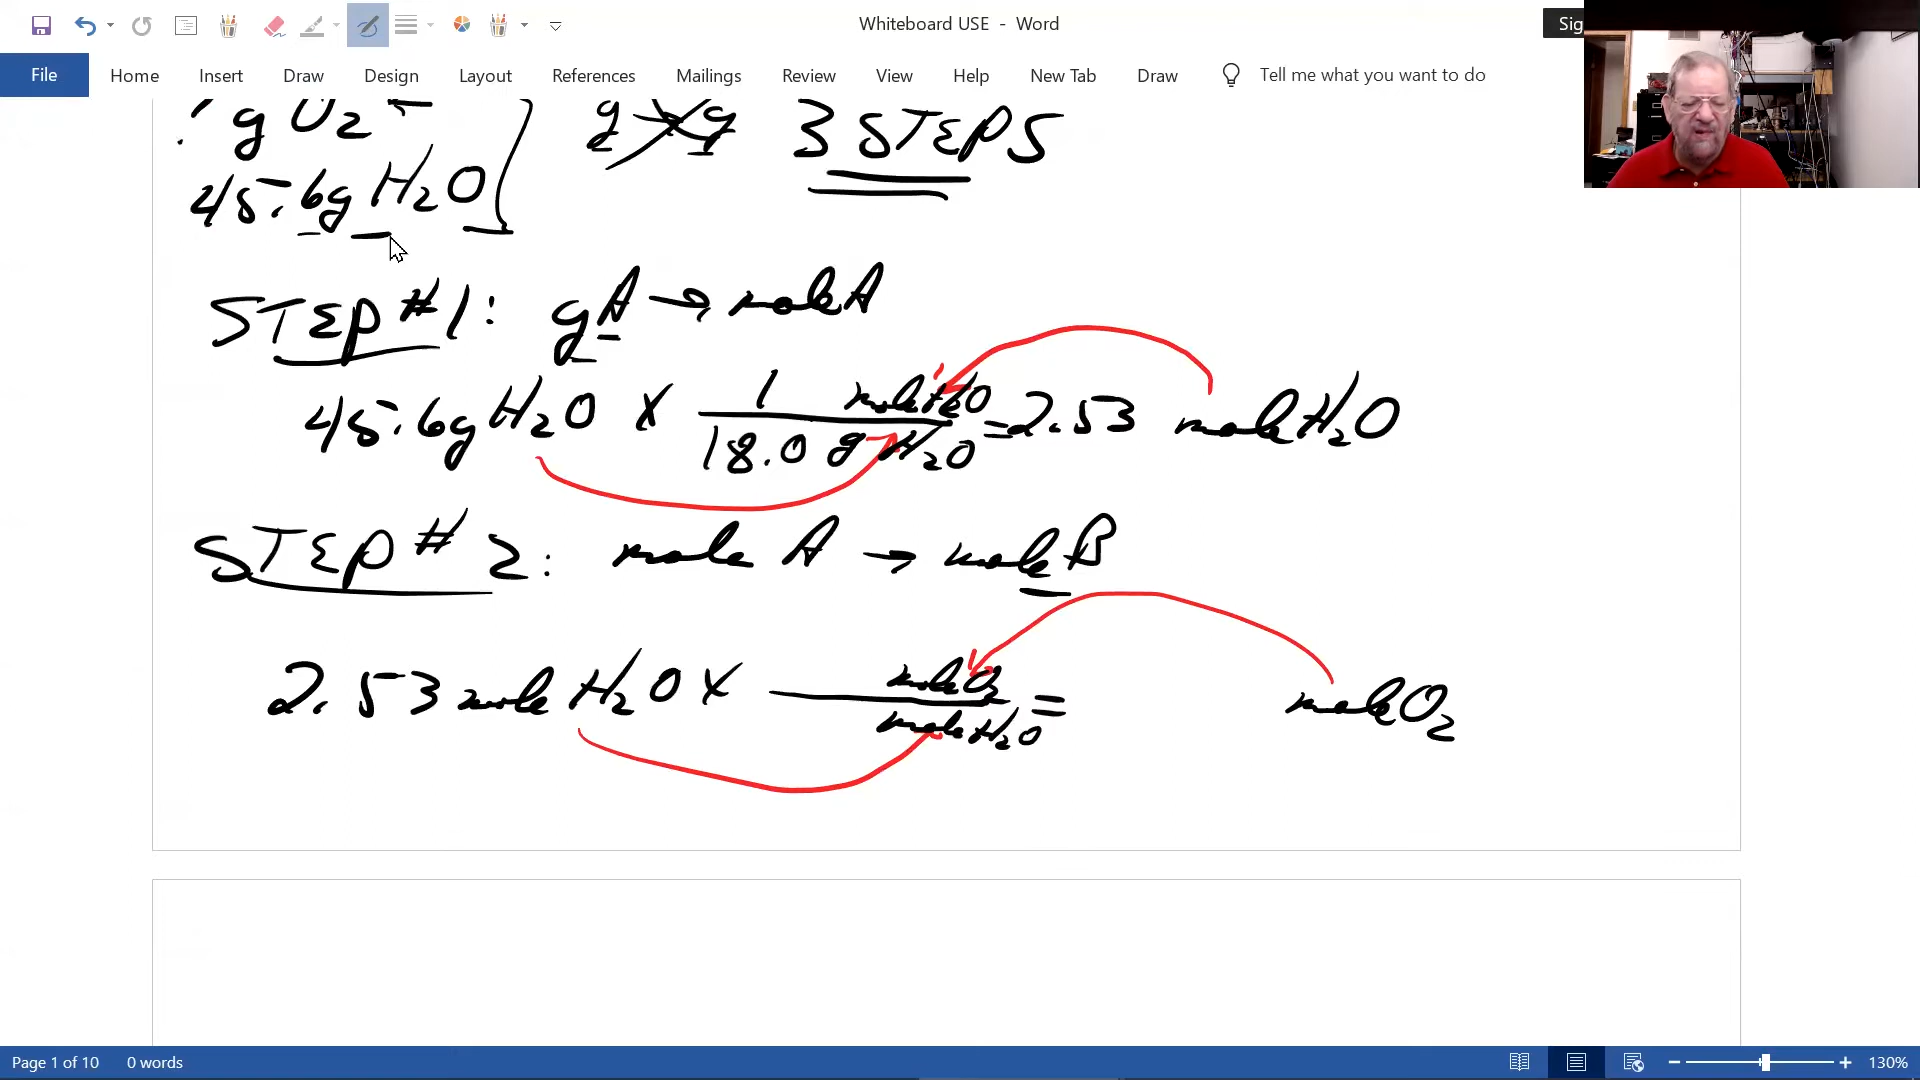 Whiteboard USE - Word
Sig
File Home Insert Draw Design Layout References Mailings Review View Help New Tab Draw Tell me what you want to do
? g O2
g g 3 STEPS
45.6g H2O
STEP #1: gA → mole A
45.6g H2O X 1 mole H2O / 18.0 g H2O = 2.53 mole H2O
STEP # 2: mole A → mole B
2.53 mole H2O X mole O2 / mole H2O = mole O2
Page 1 of 10 0 words 130%